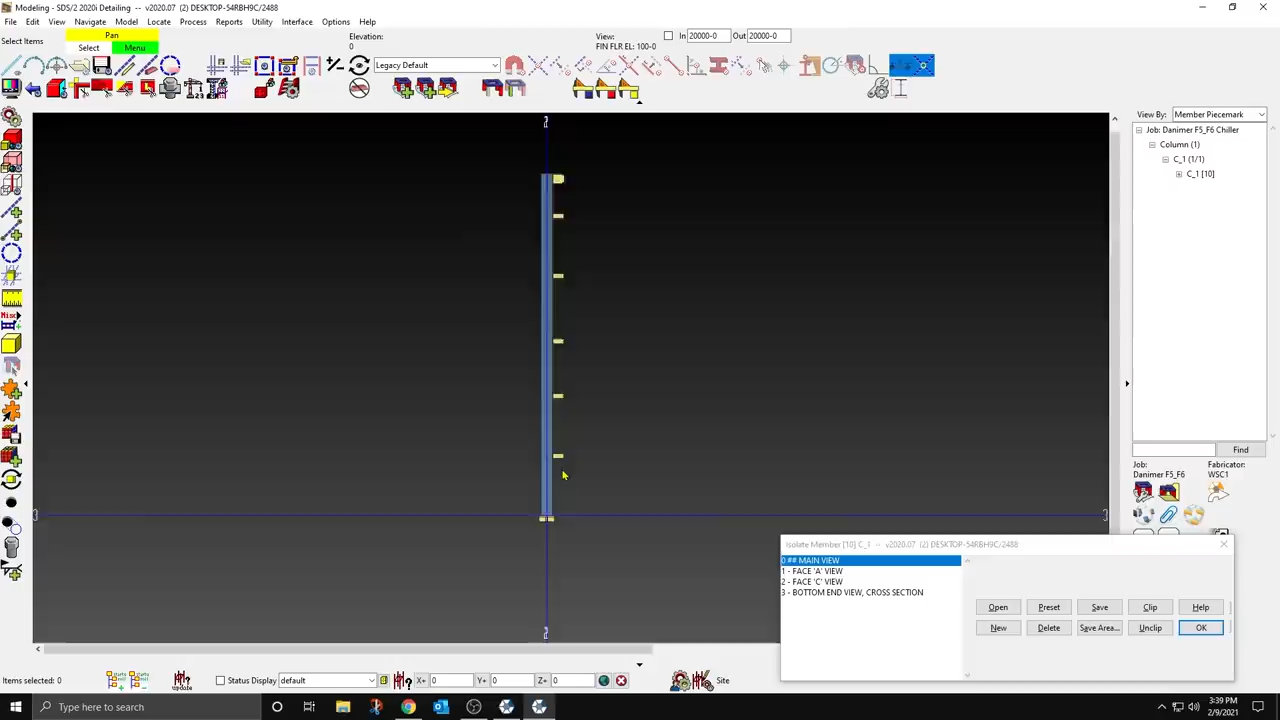 Modeling - SDS/2 2020i Detailing -- v2020.07 (2) DESKTOP-54RBH9C/2488
File Edit View Navigate Model Locate Process Reports Utility Interface Options Help
Select Items
Pan
Select Menu
Elevation:
0
View:
FIN FLR EL: 100-0
In 20000-0 Out 20000-0
Legacy Default
View By: Member Piecemark
Job: Danimer F5_F6 Chiller
Column (1)
C_1 (1/1)
C_1 [10]
Misc
Find
Job:
Danimer F5_F6
Fabricator:
WSC1
Isolate Member [10] C_1 -- v2020.07 (2) DESKTOP-54RBH9C/2488
0 ## MAIN VIEW
1 - FACE 'A' VIEW
2 - FACE 'C' VIEW
3 - BOTTOM END VIEW, CROSS SECTION
Open Preset Save Clip Help
New Delete Save Area... Unclip OK
Items selected: 0
update
Status Display default
X+ 0 Y+ 0 Z+ 0
Site
Type here to search
3:39 PM
2/9/2021